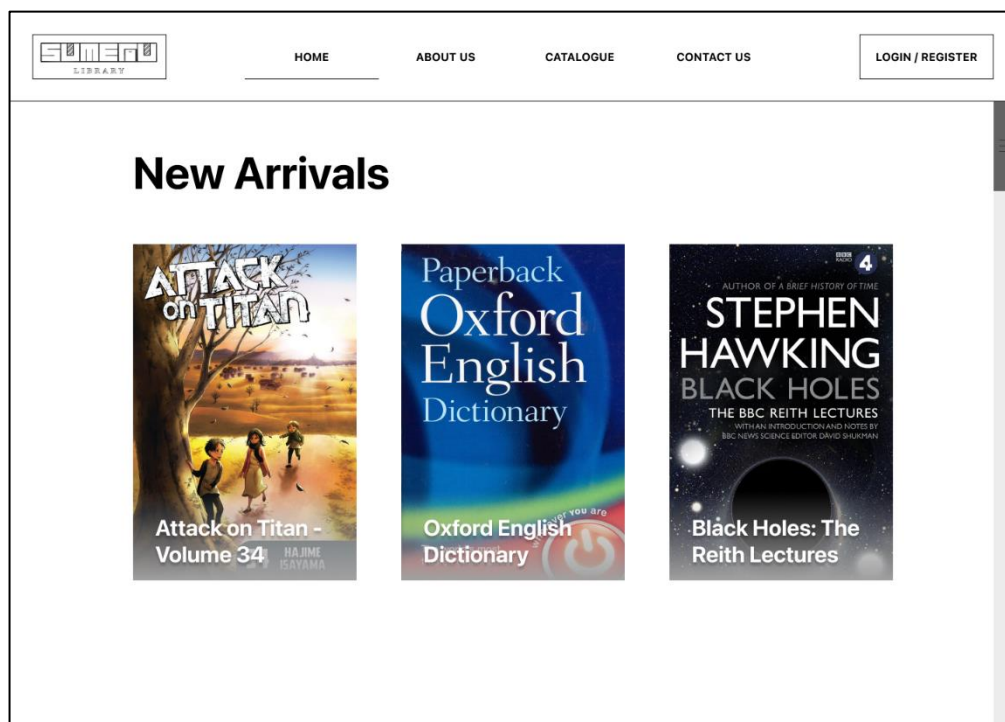 SUMERU
LIBRARY
HOME
ABOUT US
CATALOGUE
CONTACT US
LOGIN / REGISTER
New Arrivals
ATTACK
on TITAN
Attack on Titan -
Volume 34
HAJIME
ISAYAMA
Paperback
Oxford
English
Dictionary
wherever you are
Oxford English
Dictionary
BBC
RADIO
4
AUTHOR OF A BRIEF HISTORY OF TIME
STEPHEN
HAWKING
BLACK HOLES
THE BBC REITH LECTURES
WITH AN INTRODUCTION AND NOTES BY
BBC NEWS SCIENCE EDITOR DAVID SHUKMAN
Black Holes: The
Reith Lectures